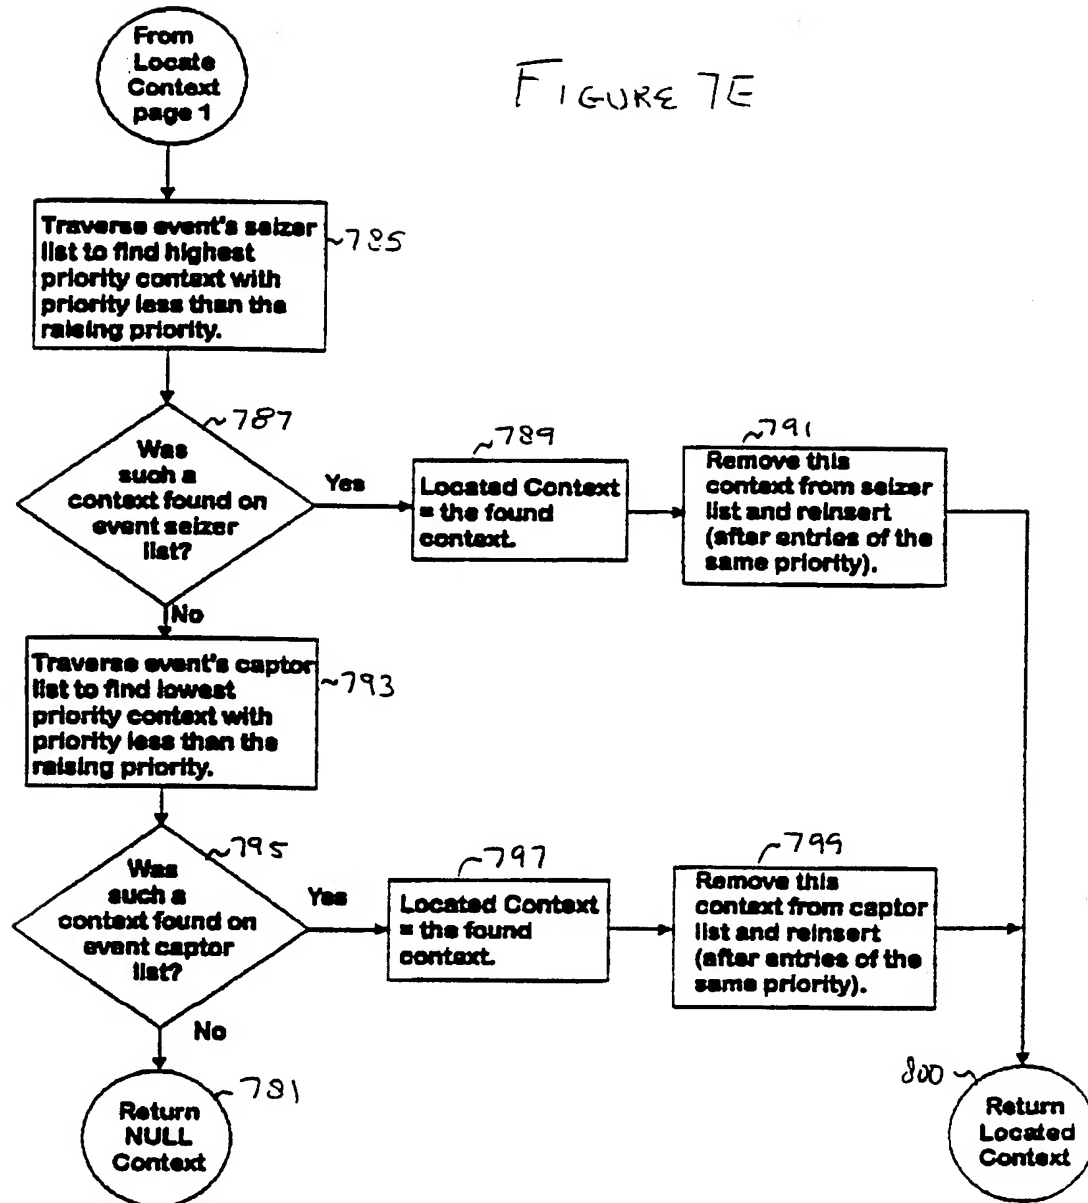 From
Locate
Context
page 1
FIGURE 7E
Traverse event's seizer
list to find highest
priority context with
priority less than the
raising priority.
~785
~787
Was
such a
context found on
event seizer
list?
Yes
~789
Located Context
= the found
context.
~791
Remove this
context from seizer
list and reinsert
(after entries of the
same priority).
No
Traverse event's captor
list to find lowest
priority context with
priority less than the
raising priority.
~793
~795
Was
such a
context found on
event captor
list?
Yes
797
Located Context
= the found
context.
799
Remove this
context from captor
list and reinsert
(after entries of the
same priority).
No
~781
Return
NULL
Context
800~
Return
Located
Context